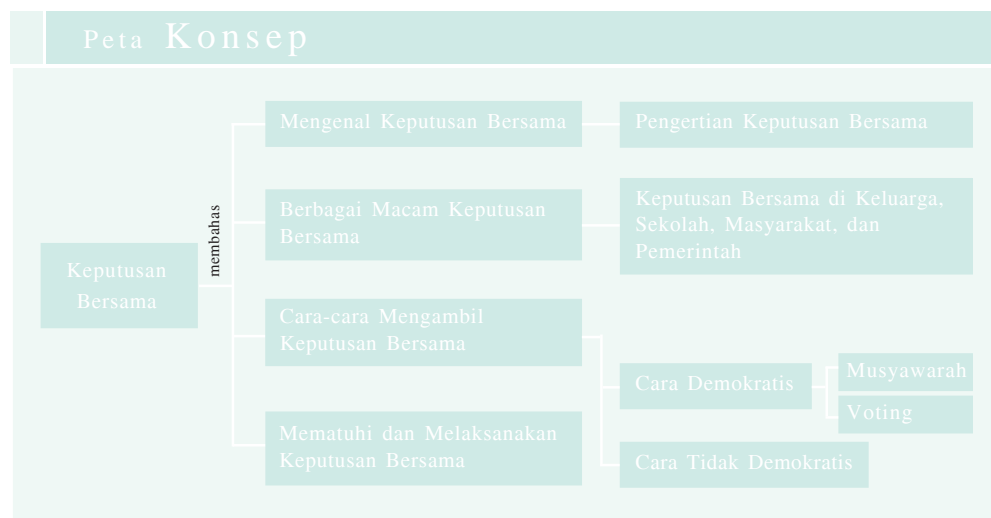 Peta Konsep
Keputusan
Bersama
membahas
Mengenal Keputusan Bersama
Pengertian Keputusan Bersama
Berbagai Macam Keputusan
Bersama
Keputusan Bersama di Keluarga,
Sekolah, Masyarakat, dan
Pemerintah
Cara-cara Mengambil
Keputusan Bersama
Cara Demokratis
Musyawarah
Voting
Cara Tidak Demokratis
Mematuhi dan Melaksanakan
Keputusan Bersama